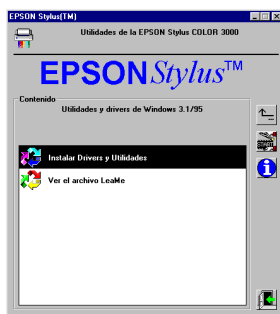 EPSON Stylus(TM)
Utilidades de la EPSON Stylus COLOR 3000
EPSON Stylus™
Contenido
Utilidades y drivers de Windows 3.1/95
Instalar Drivers y Utilidades
Ver el archivo LeaMe